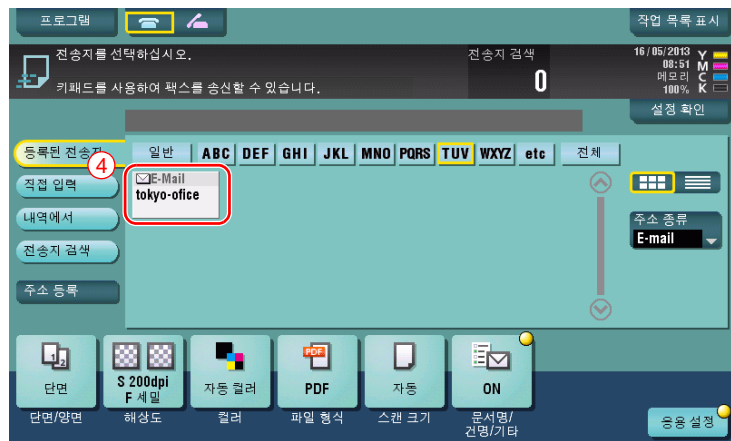 프로그램
작업 목록 표시
전송지를 선택하십시오.
전송지 검색
16/05/2013
08:51
메모리
100%
Y
M
C
K
키패드를 사용하여 팩스를 송신할 수 있습니다.
0
설정 확인
등록된 전송지
일반 ABC DEF GHI JKL MNO PQRS TUV WXYZ etc 전체
4
직접 입력
E-Mail
tokyo-ofice
내역에서
주소 종류
E-mail
전송지 검색
주소 등록
1 2
PDF
단면
S 200dpi
F 세밀
자동 컬러
PDF
자동
ON
단면/양면
해상도
컬러
파일 형식
스캔 크기
문서명/
건명/기타
응용 설정